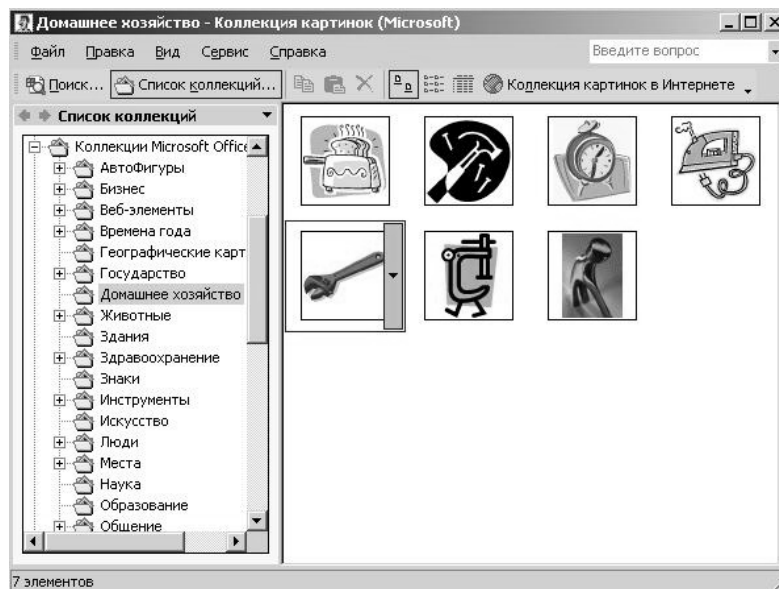 Домашнее хозяйство - Коллекция картинок (Microsoft)
Файл Правка Вид Сервис Справка Введите вопрос
Поиск... Список коллекций... Коллекция картинок в Интернете
Список коллекций
Коллекции Microsoft Office
АвтоФигуры
Бизнес
Веб-элементы
Времена года
Географические карт
Государство
Домашнее хозяйство
Животные
Здания
Здравоохранение
Знаки
Инструменты
Искусство
Люди
Места
Наука
Образование
Общение
7 элементов